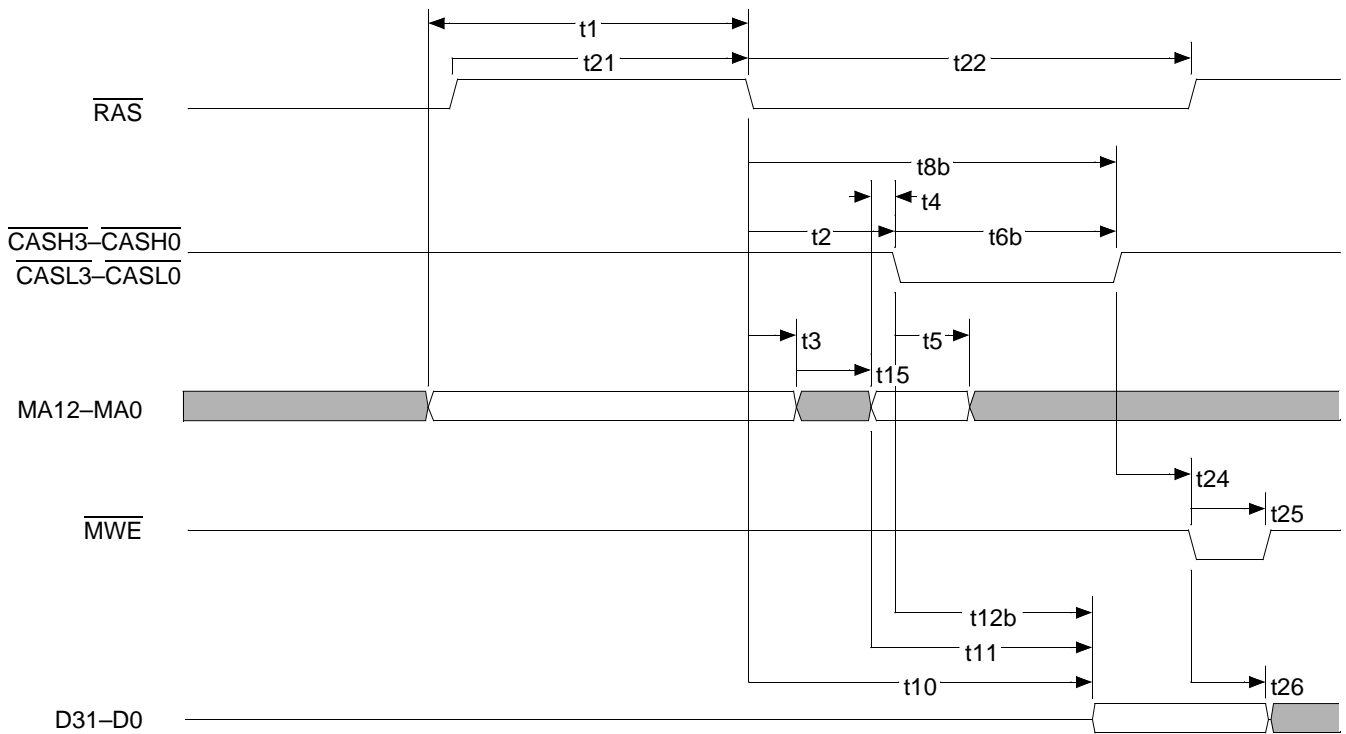 t1
t21
t22
RAS
t8b
t4
CASH3–CASH0
t2
t6b
CASL3–CASL0
t3
t5
t15
MA12–MA0
t24
t25
MWE
t12b
t11
t10
t26
D31–D0